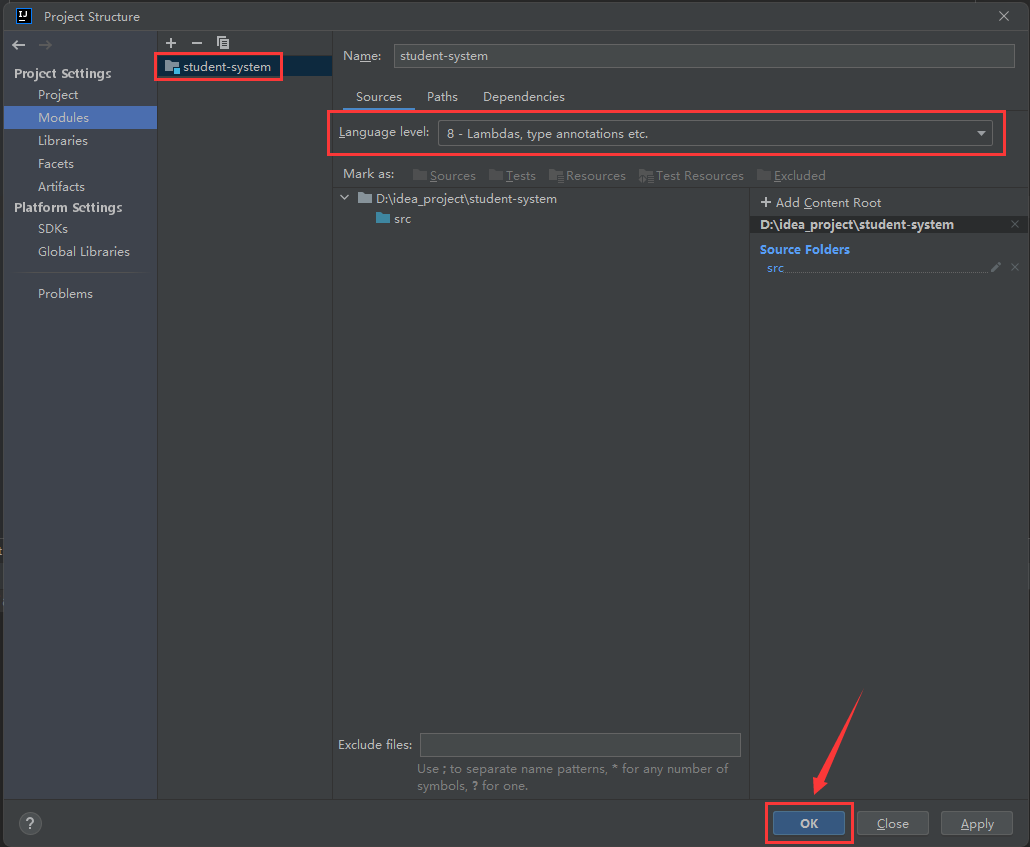 Project Structure
Project Settings
Project
Modules
Libraries
Facets
Artifacts
Platform Settings
SDKs
Global Libraries
Problems
student-system
Name: student-system
Sources Paths Dependencies
Language level: 8 - Lambdas, type annotations etc.
Mark as: Sources Tests Resources Test Resources Excluded
D:\idea_project\student-system
src
+ Add Content Root
D:\idea_project\student-system
Source Folders
src
Exclude files:
Use ; to separate name patterns, * for any number of
symbols, ? for one.
? OK Close Apply